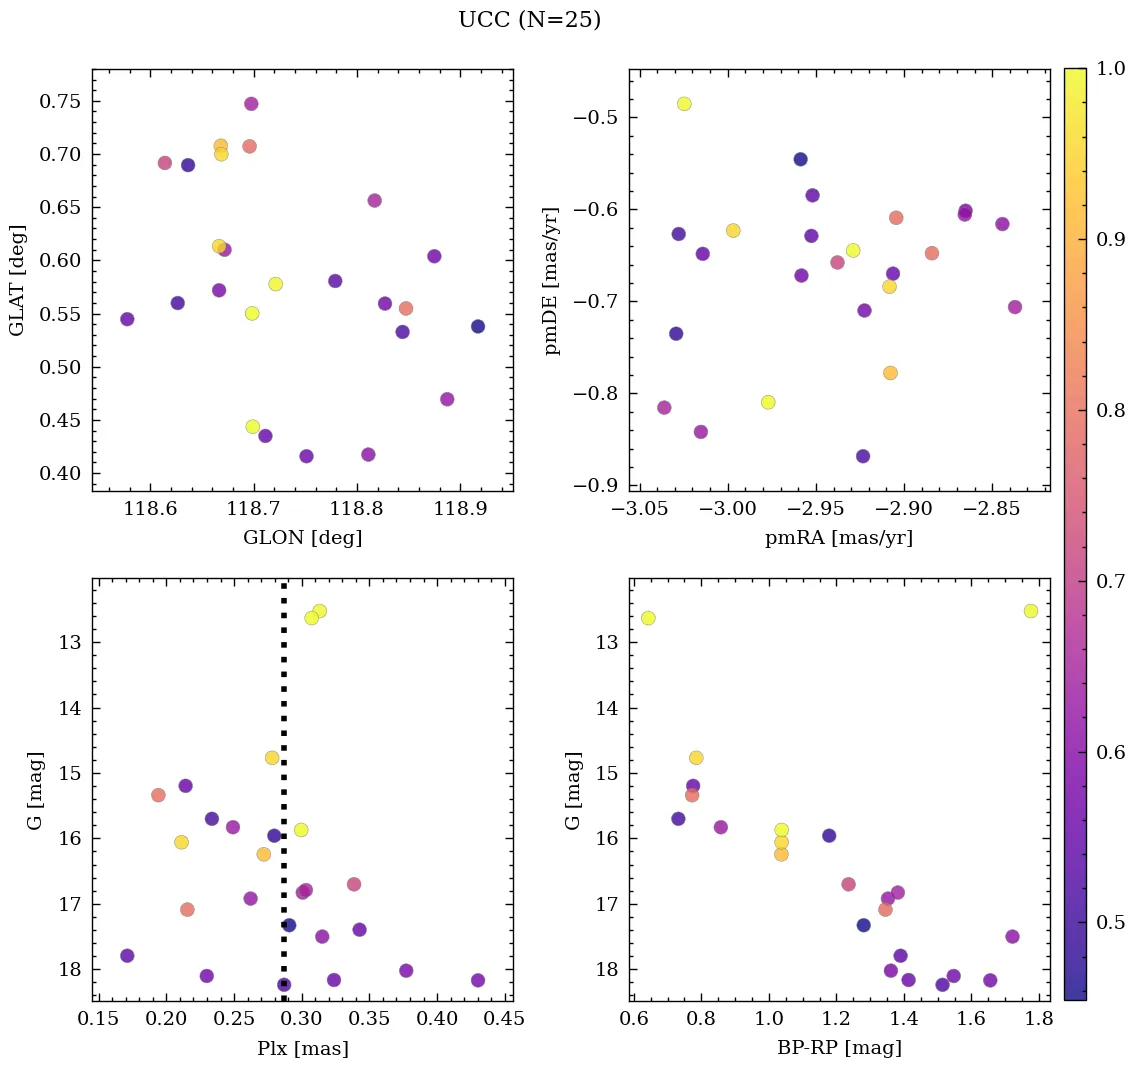 UCC (N=25)
0.75
0.70
0.65
0.60
0.55
0.50
0.45
0.40
GLAT [deg]
118.6 118.7 118.8 118.9
GLON [deg]
−0.5
−0.6
−0.7
−0.8
−0.9
pmDE [mas/yr]
−3.05 −3.00 −2.95 −2.90 −2.85
pmRA [mas/yr]
1.0
0.9
0.8
0.7
0.6
0.5
13
14
15
16
17
18
G [mag]
0.15 0.20 0.25 0.30 0.35 0.40 0.45
Plx [mas]
13
14
15
16
17
18
G [mag]
0.6 0.8 1.0 1.2 1.4 1.6 1.8
BP-RP [mag]